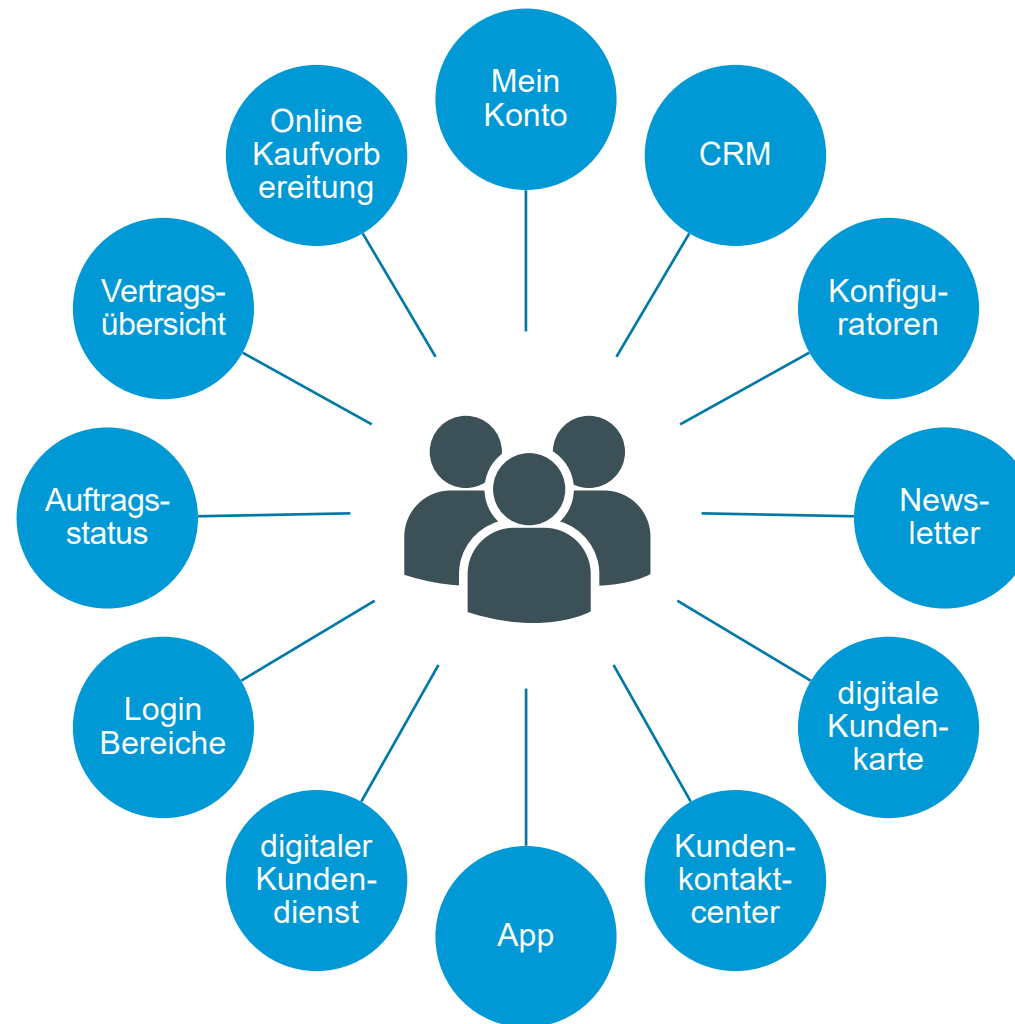 Mein
Konto
CRM
Konfigu-
ratoren
News-
letter
digitale
Kunden-
karte
Kunden-
kontakt-
center
App
digitaler
Kunden-
dienst
Login
Bereiche
Auftrags-
status
Vertrags-
übersicht
Online
Kaufvorb
ereitung